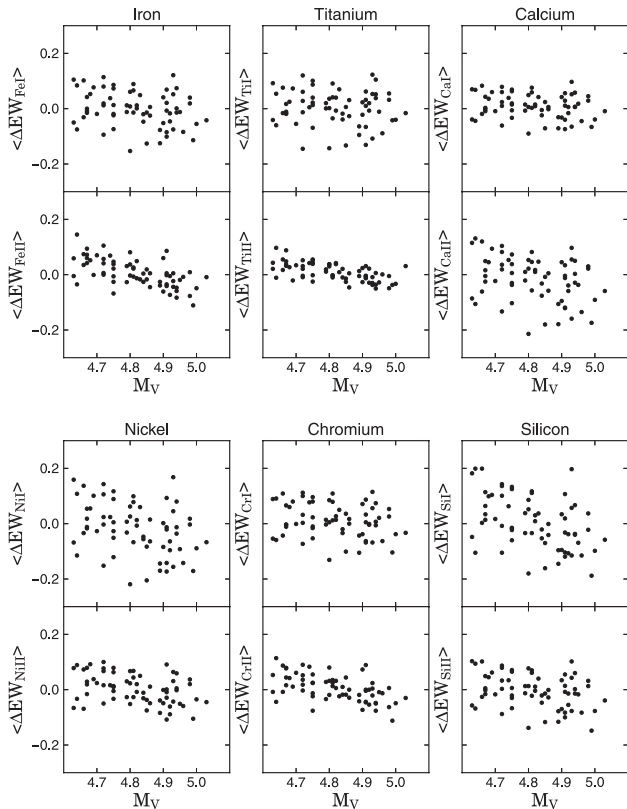 Iron Titanium Calcium
0.2
0.0
−0.2
<ΔEW_FeI>
<ΔEW_TiI>
<ΔEW_CaI>
0.2
0.0
−0.2
<ΔEW_FeII>
<ΔEW_TiII>
<ΔEW_CaII>
4.7 4.8 4.9 5.0 4.7 4.8 4.9 5.0 4.7 4.8 4.9 5.0
M_V M_V M_V
Nickel Chromium Silicon
0.2
0.0
−0.2
<ΔEW_NiI>
<ΔEW_CrI>
<ΔEW_SiI>
0.2
0.0
−0.2
<ΔEW_NiII>
<ΔEW_CrII>
<ΔEW_SiII>
4.7 4.8 4.9 5.0 4.7 4.8 4.9 5.0 4.7 4.8 4.9 5.0
M_V M_V M_V